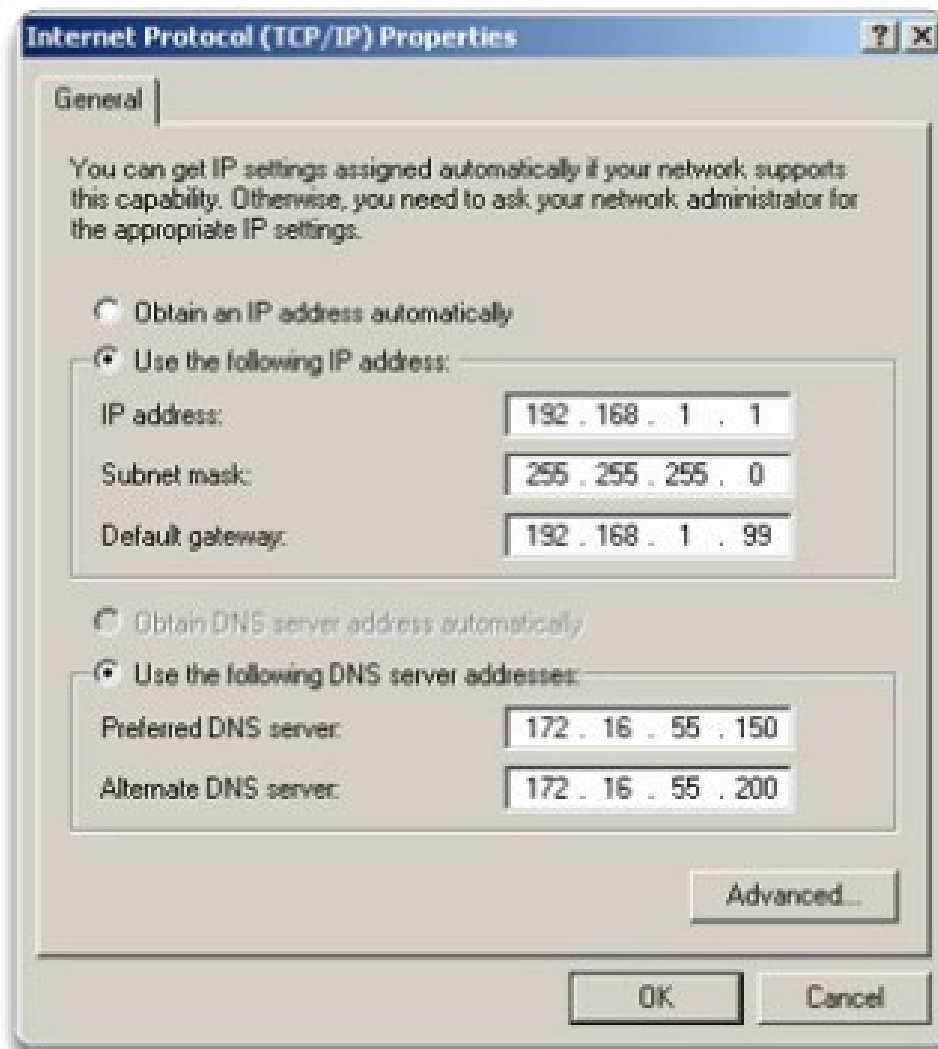 Internet Protocol (TCP/IP) Properties
General
You can get IP settings assigned automatically if your network supports
this capability. Otherwise, you need to ask your network administrator for
the appropriate IP settings.
Obtain an IP address automatically
Use the following IP address:
IP address: 192 . 168 . 1 . 1
Subnet mask: 255 . 255 . 255 . 0
Default gateway: 192 . 168 . 1 . 99
Obtain DNS server address automatically
Use the following DNS server addresses:
Preferred DNS server: 172 . 16 . 55 . 150
Alternate DNS server: 172 . 16 . 55 . 200
Advanced...
OK Cancel